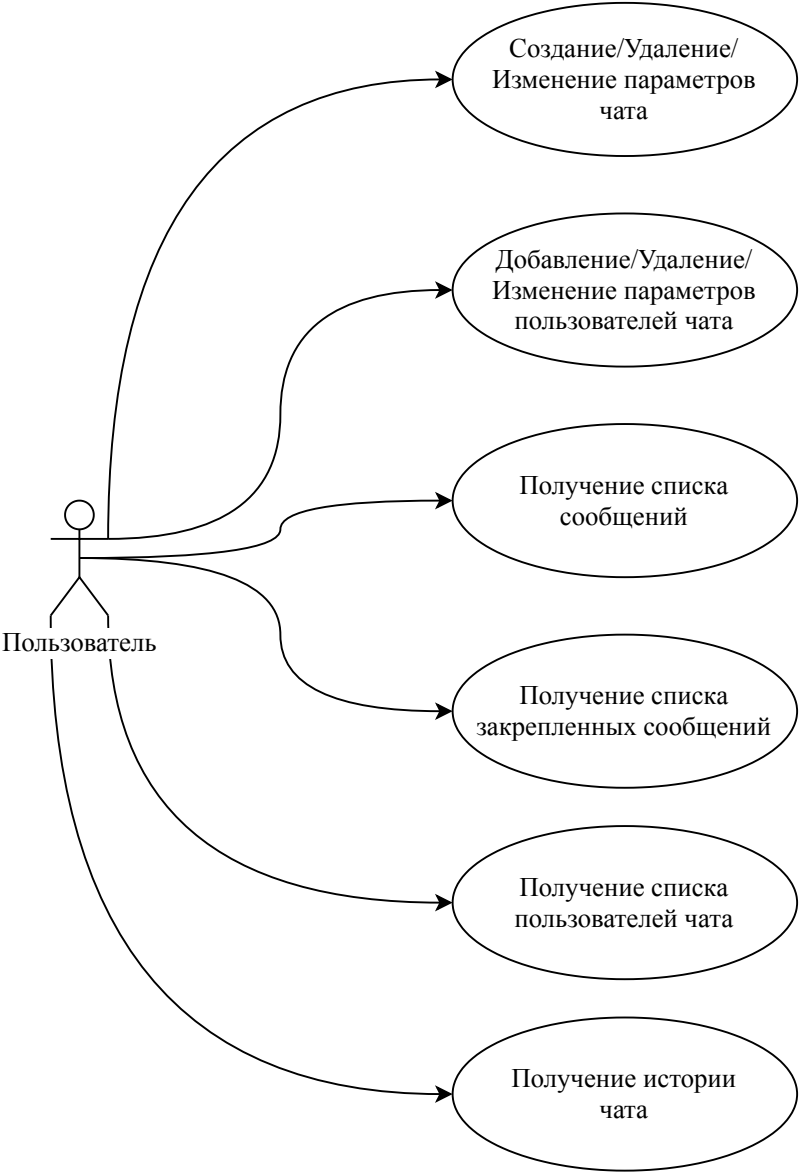 Создание/Удаление/
Изменение параметров
чата
Добавление/Удаление/
Изменение параметров
пользователей чата
Получение списка
сообщений
Пользователь
Получение списка
закрепленных сообщений
Получение списка
пользователей чата
Получение истории
чата